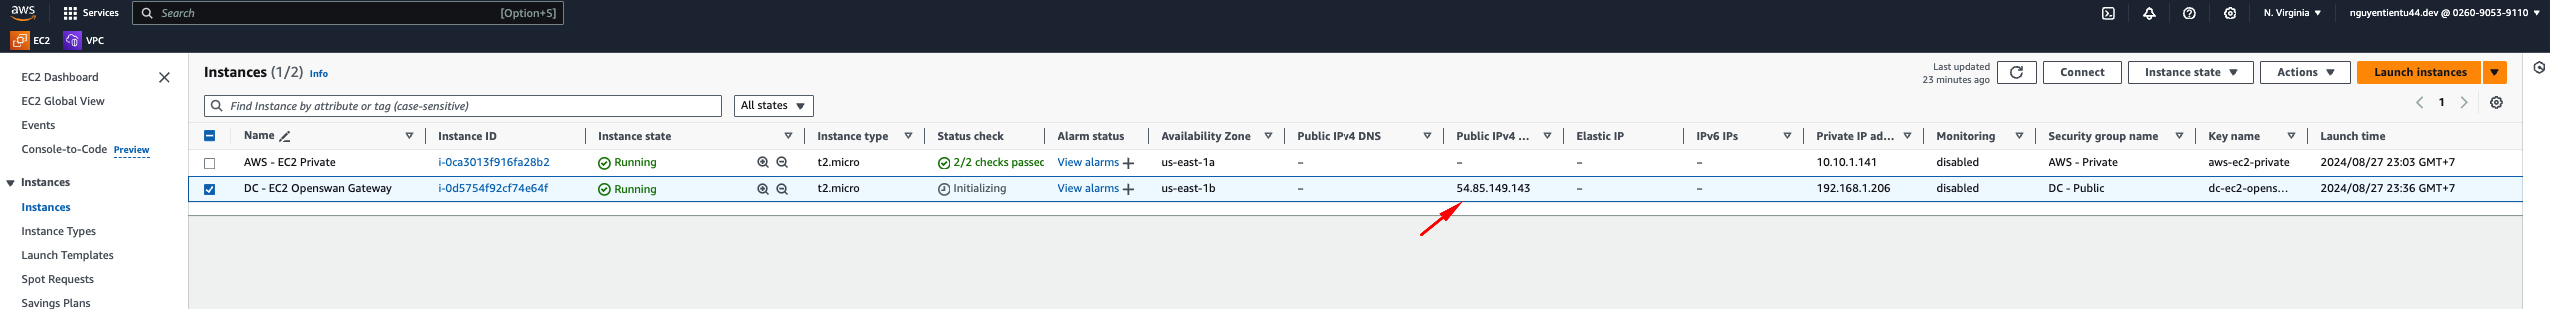 aws Services Search [Option+S] N. Virginia nguyentientu44.dev @ 0260-9053-9110
EC2 VPC
EC2 Dashboard
EC2 Global View
Events
Console-to-Code Preview
Instances
Instances
Instance Types
Launch Templates
Spot Requests
Savings Plans
Instances (1/2) Info
Last updated
23 minutes ago
Connect Instance state Actions Launch instances
Find Instance by attribute or tag (case-sensitive) All states 1
Name Instance ID Instance state Instance type Status check Alarm status Availability Zone Public IPv4 DNS Public IPv4 ... Elastic IP IPv6 IPs Private IP ad... Monitoring Security group name Key name Launch time
AWS - EC2 Private i-0ca3013f916fa28b2 Running t2.micro 2/2 checks passec View alarms + us-east-1a – – – – 10.10.1.141 disabled AWS - Private aws-ec2-private 2024/08/27 23:03 GMT+7
DC - EC2 Openswan Gateway i-0d5754f92cf74e64f Running t2.micro Initializing View alarms + us-east-1b – 54.85.149.143 – – 192.168.1.206 disabled DC - Public dc-ec2-opens... 2024/08/27 23:36 GMT+7